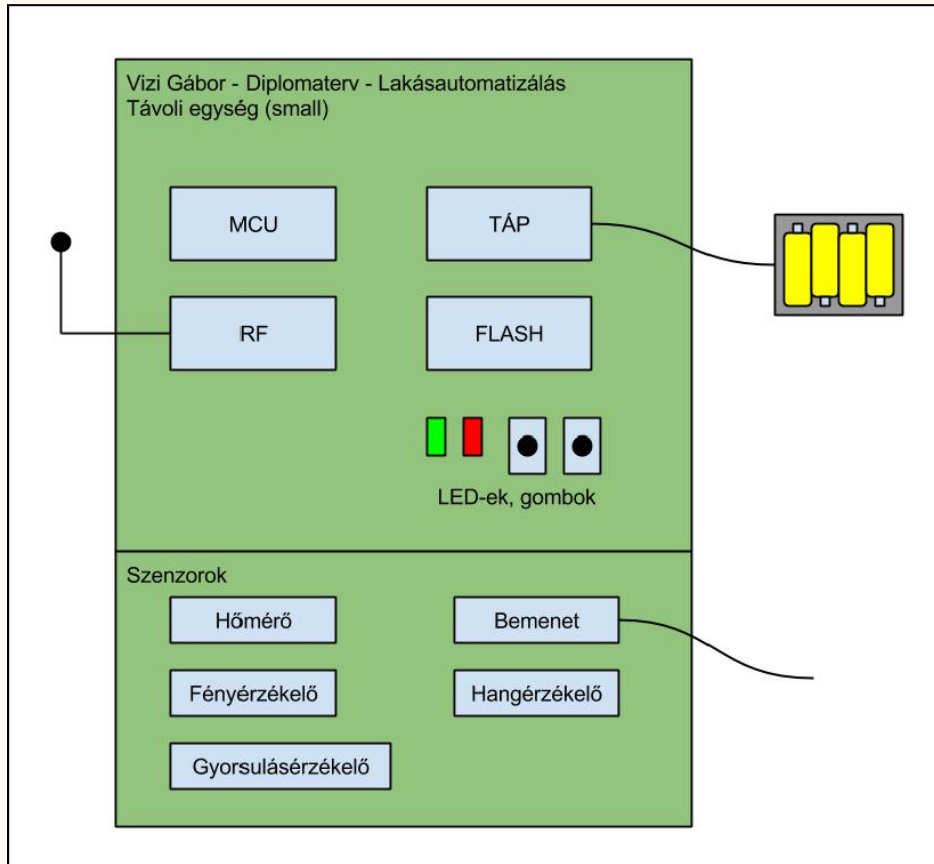 Vizi Gábor - Diplomaterv - Lakásautomatizálás
Távoli egység (small)
MCU
TÁP
RF
FLASH
LED-ek, gombok
Szenzorok
Hőmérő
Bemenet
Fényérzékelő
Hangérzékelő
Gyorsulásérzékelő